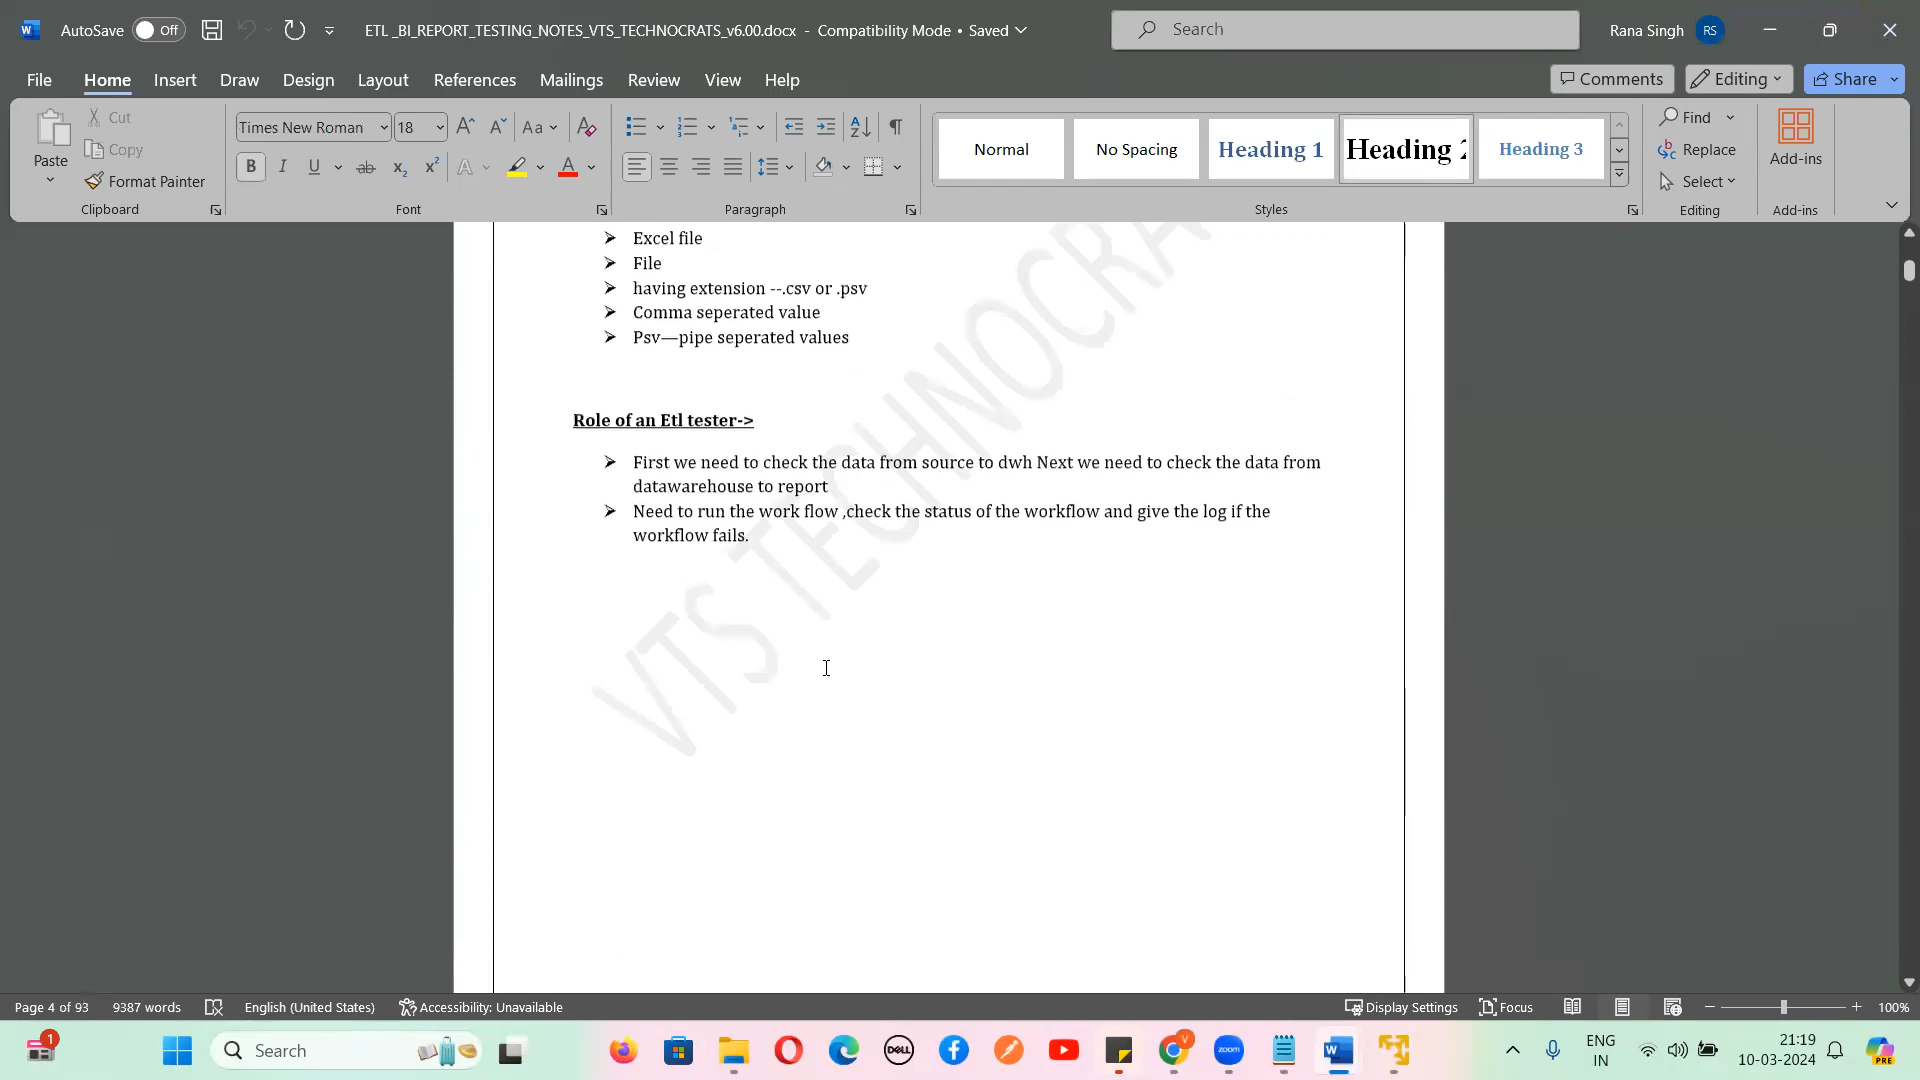 AutoSave Off ETL _BI_REPORT_TESTING_NOTES_VTS_TECHNOCRATS_v6.00.docx - Compatibility Mode • Saved Search Rana Singh RS
File Home Insert Draw Design Layout References Mailings Review View Help Comments Editing Share
Paste Cut Copy Format Painter
Times New Roman 18
Normal No Spacing Heading 1 Heading 2 Heading 3
Find Replace Select
Add-ins
Clipboard Font Paragraph Styles Editing Add-ins
➢ Excel file
➢ File
➢ having extension --.csv or .psv
➢ Comma seperated value
➢ Psv—pipe seperated values
Role of an Etl tester->
➢ First we need to check the data from source to dwh Next we need to check the data from
datawarehouse to report
➢ Need to run the work flow ,check the status of the workflow and give the log if the
workflow fails.
VTS TECHNOCRA
Page 4 of 93 9387 words English (United States) Accessibility: Unavailable Display Settings Focus 100%
1 Search DELL zoom V ENG
IN 21:19
10-03-2024 PRE